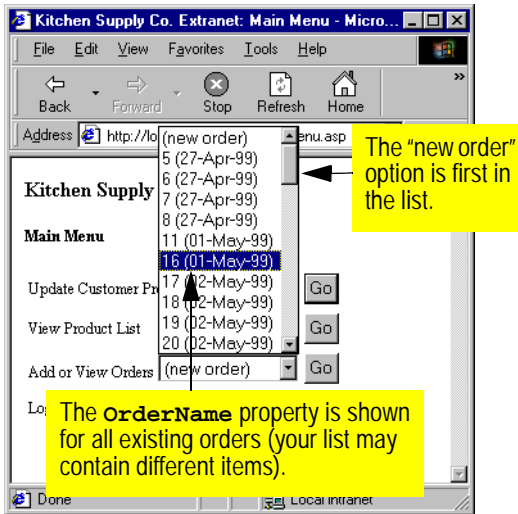 Kitchen Supply Co. Extranet: Main Menu - Micro...
File Edit View Favorites Tools Help
Back Forward Stop Refresh Home »
Address http://lo enu.asp
The "new order"
option is first in
the list.
(new order)
5 (27-Apr-99)
6 (27-Apr-99)
7 (27-Apr-99)
8 (27-Apr-99)
11 (01-May-99)
16 (01-May-99)
17 (02-May-99)
18 (02-May-99)
19 (02-May-99)
20 (02-May-99)
Kitchen Supply
Main Menu
Update Customer Pr Go
View Product List Go
Add or View Orders (new order) Go
Lo
The OrderName property is shown
for all existing orders (your list may
contain different items).
Done Local intranet